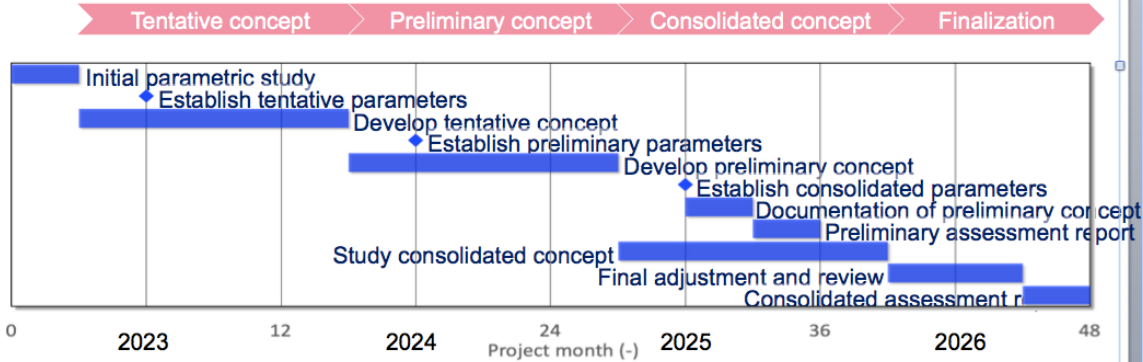 Tentative concept Preliminary concept Consolidated concept Finalization
Initial parametric study
Establish tentative parameters
Develop tentative concept
Establish preliminary parameters
Develop preliminary concept
Establish consolidated parameters
Documentation of preliminary concept
Preliminary assessment report
Study consolidated concept
Final adjustment and review
Consolidated assessment
0 12 24 36 48
2023 2024 2025 2026
Project month (-)